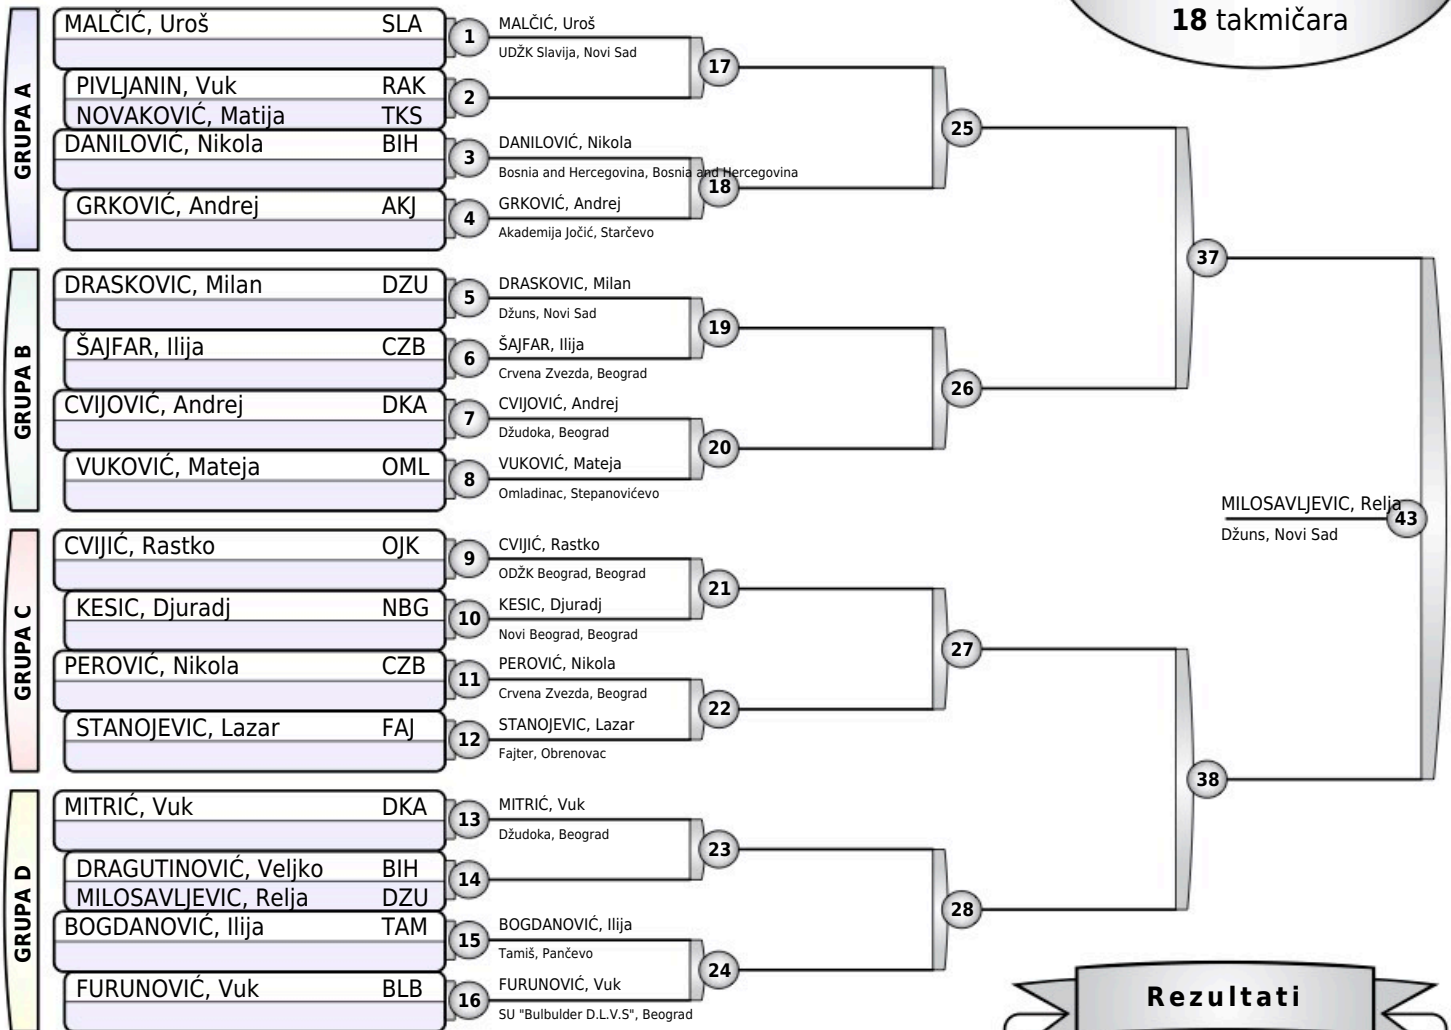 18 takmičara
GRUPA A
MALČIĆ, Uroš SLA
1
MALČIĆ, Uroš
UDŽK Slavija, Novi Sad
17
PIVLJANIN, Vuk RAK
NOVAKOVIĆ, Matija TKS
2
25
DANILOVIĆ, Nikola BIH
3
DANILOVIĆ, Nikola
Bosnia and Hercegovina, Bosnia and Hercegovina
18
GRKOVIĆ, Andrej AKJ
4
GRKOVIĆ, Andrej
Akademija Jočić, Starčevo
37
GRUPA B
DRASKOVIC, Milan DZU
5
DRASKOVIC, Milan
Džuns, Novi Sad
19
ŠAJFAR, Ilija CZB
6
ŠAJFAR, Ilija
Crvena Zvezda, Beograd
26
CVIJOVIĆ, Andrej DKA
7
CVIJOVIĆ, Andrej
Džudoka, Beograd
20
VUKOVIĆ, Mateja OML
8
VUKOVIĆ, Mateja
Omladinac, Stepanovićevo
MILOSAVLJEVIC, Relja
43
Džuns, Novi Sad
GRUPA C
CVIJIĆ, Rastko OJK
9
CVIJIĆ, Rastko
ODŽK Beograd, Beograd
21
KESIC, Djuradj NBG
10
KESIC, Djuradj
Novi Beograd, Beograd
27
PEROVIĆ, Nikola CZB
11
PEROVIĆ, Nikola
Crvena Zvezda, Beograd
22
STANOJEVIC, Lazar FAJ
12
STANOJEVIC, Lazar
Fajter, Obrenovac
38
GRUPA D
MITRIĆ, Vuk DKA
13
MITRIĆ, Vuk
Džudoka, Beograd
23
DRAGUTINOVIĆ, Veljko BIH
MILOSAVLJEVIC, Relja DZU
14
28
BOGDANOVIĆ, Ilija TAM
15
BOGDANOVIĆ, Ilija
Tamiš, Pančevo
24
FURUNOVIĆ, Vuk BLB
16
FURUNOVIĆ, Vuk
SU "Bulbulder D.L.V.S", Beograd
Rezultati